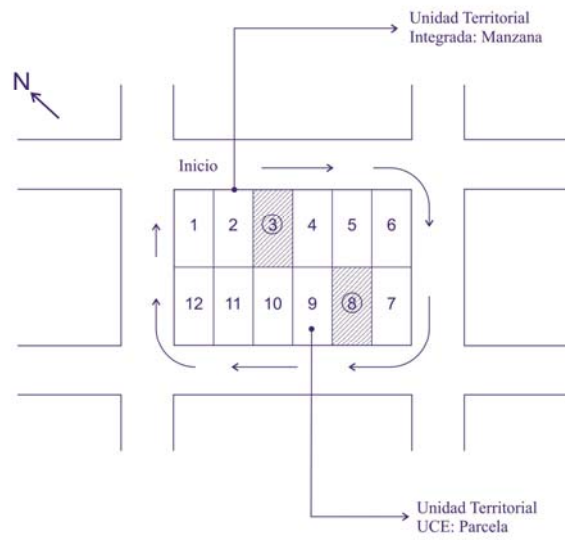 Unidad Territorial
Integrada: Manzana
N
Inicio
1 2 3 4 5 6
12 11 10 9 8 7
Unidad Territorial
UCE: Parcela